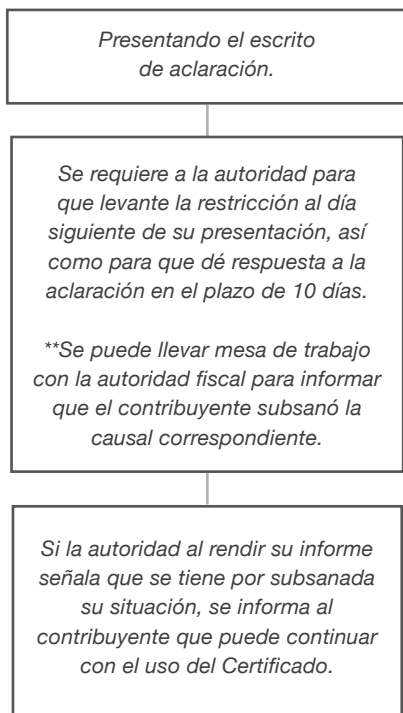 Presentando el escrito
de aclaración.
Se requiere a la autoridad para
que levante la restricción al día
siguiente de su presentación, así
como para que dé respuesta a la
aclaración en el plazo de 10 días.
**Se puede llevar mesa de trabajo
con la autoridad fiscal para informar
que el contribuyente subsanó la
causal correspondiente.
Si la autoridad al rendir su informe
señala que se tiene por subsanada
su situación, se informa al
contribuyente que puede continuar
con el uso del Certificado.